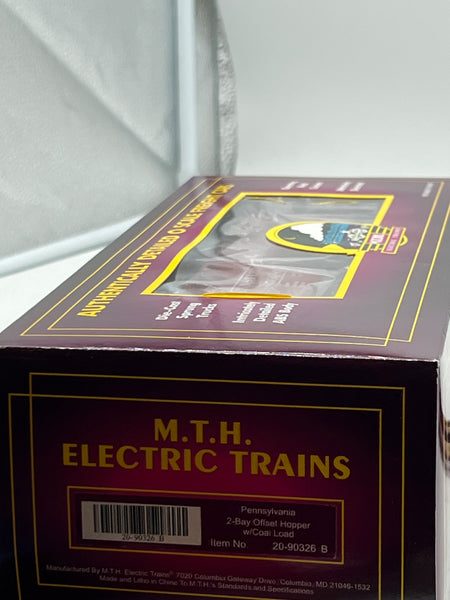 AUTHENTICALLY DETAILED O SCALE FREIGHT CARS
Die-Cast
Sprung
Trucks
Intricately
Detailed
ABS Body
M.T.H.
ELECTRIC TRAINS
Pennsylvania
2-Bay Offset Hopper
w/Coal Load
20-90326 B
Item No. 20-90326 B
Manufactured By M.T.H. Electric Trains® 7020 Columbia Gateway Drive, Columbia, MD 21046-1532
Made and Litho in China To M.T.H.'s Standards and Specifications